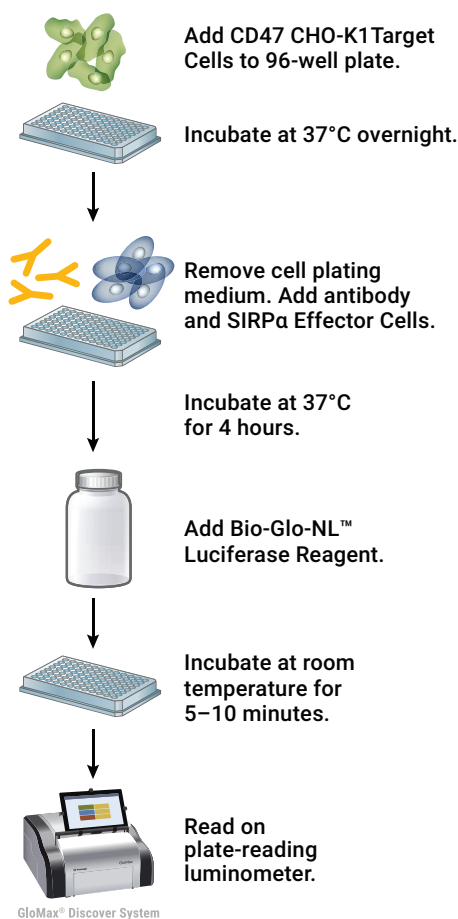 Add CD47 CHO-K1Target
Cells to 96-well plate.
Incubate at 37°C overnight.
Remove cell plating
medium. Add antibody
and SIRPα Effector Cells.
Incubate at 37°C
for 4 hours.
Add Bio-Glo-NL™
Luciferase Reagent.
Incubate at room
temperature for
5–10 minutes.
Read on
plate-reading
luminometer.
GloMax® Discover System